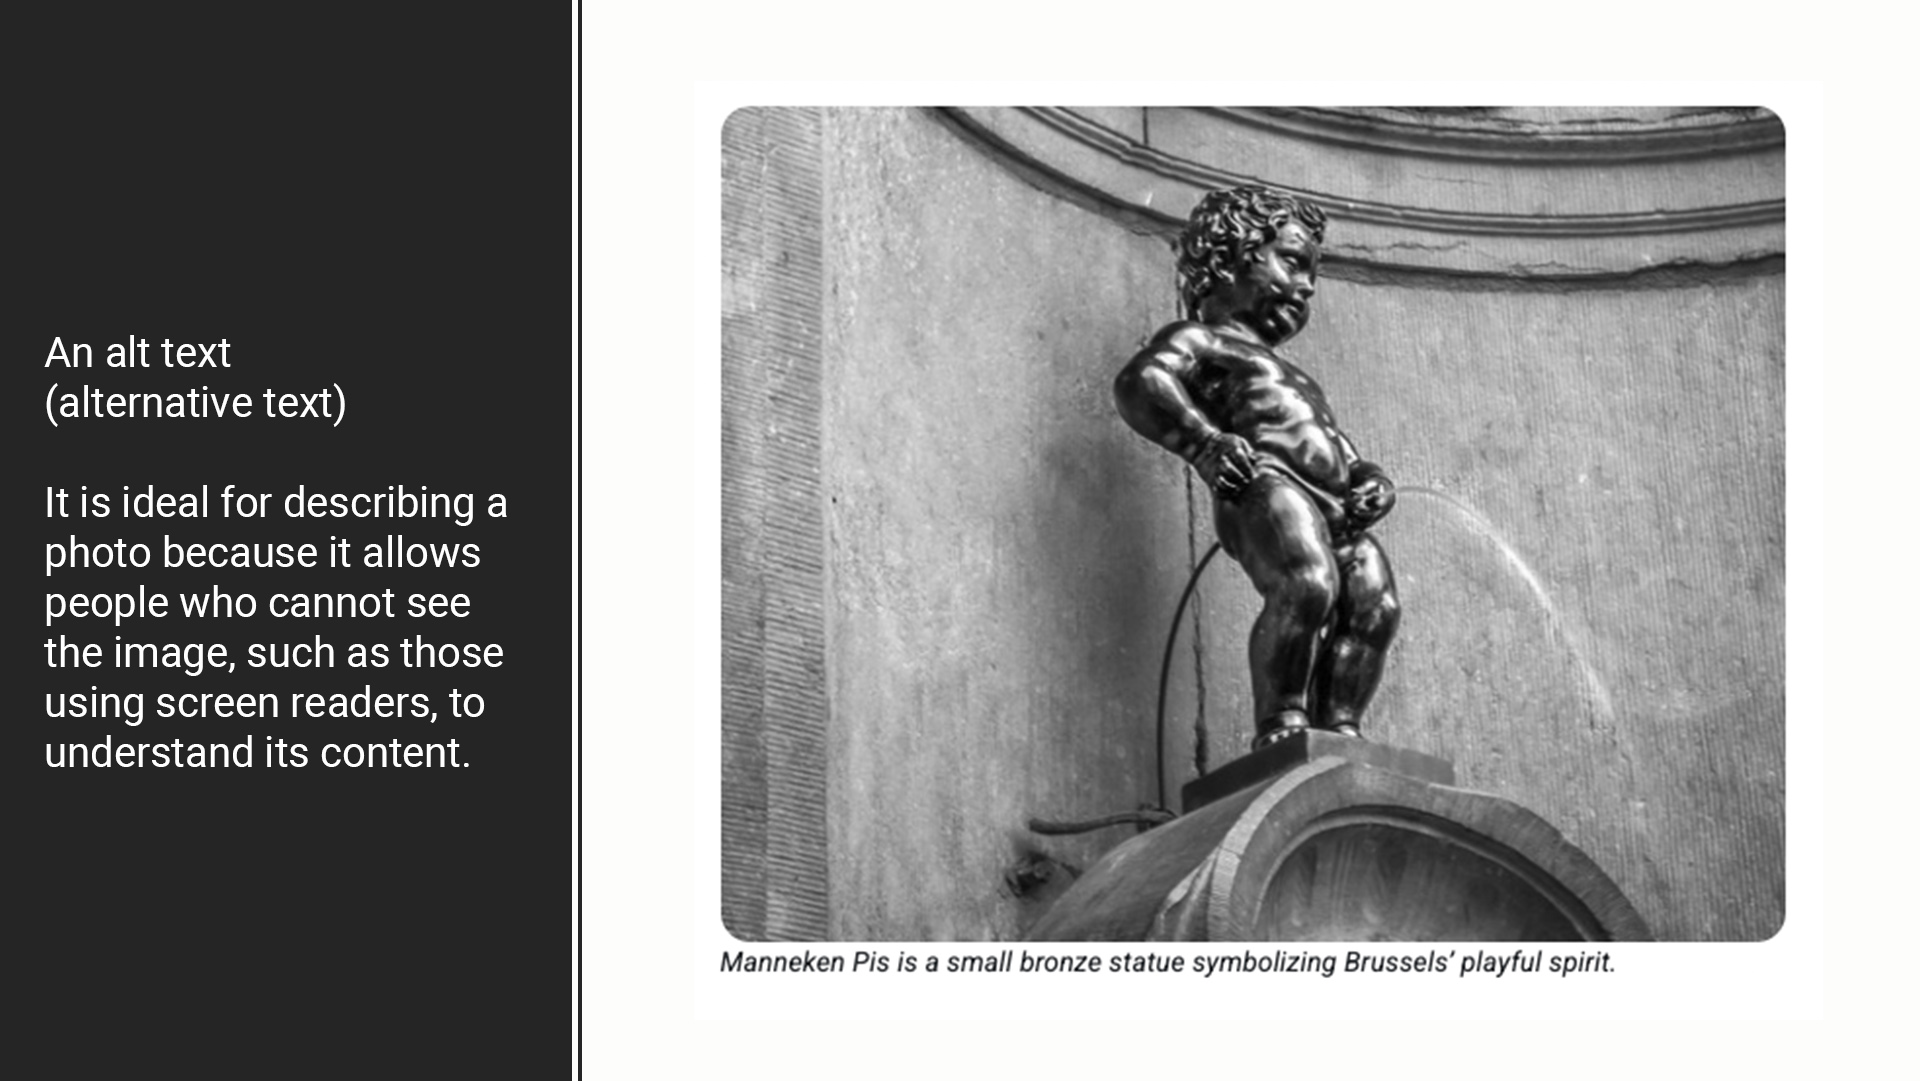 An alt text
(alternative text)
It is ideal for describing a
photo because it allows
people who cannot see
the image, such as those
using screen readers, to
understand its content.
Manneken Pis is a small bronze statue symbolizing Brussels’ playful spirit.